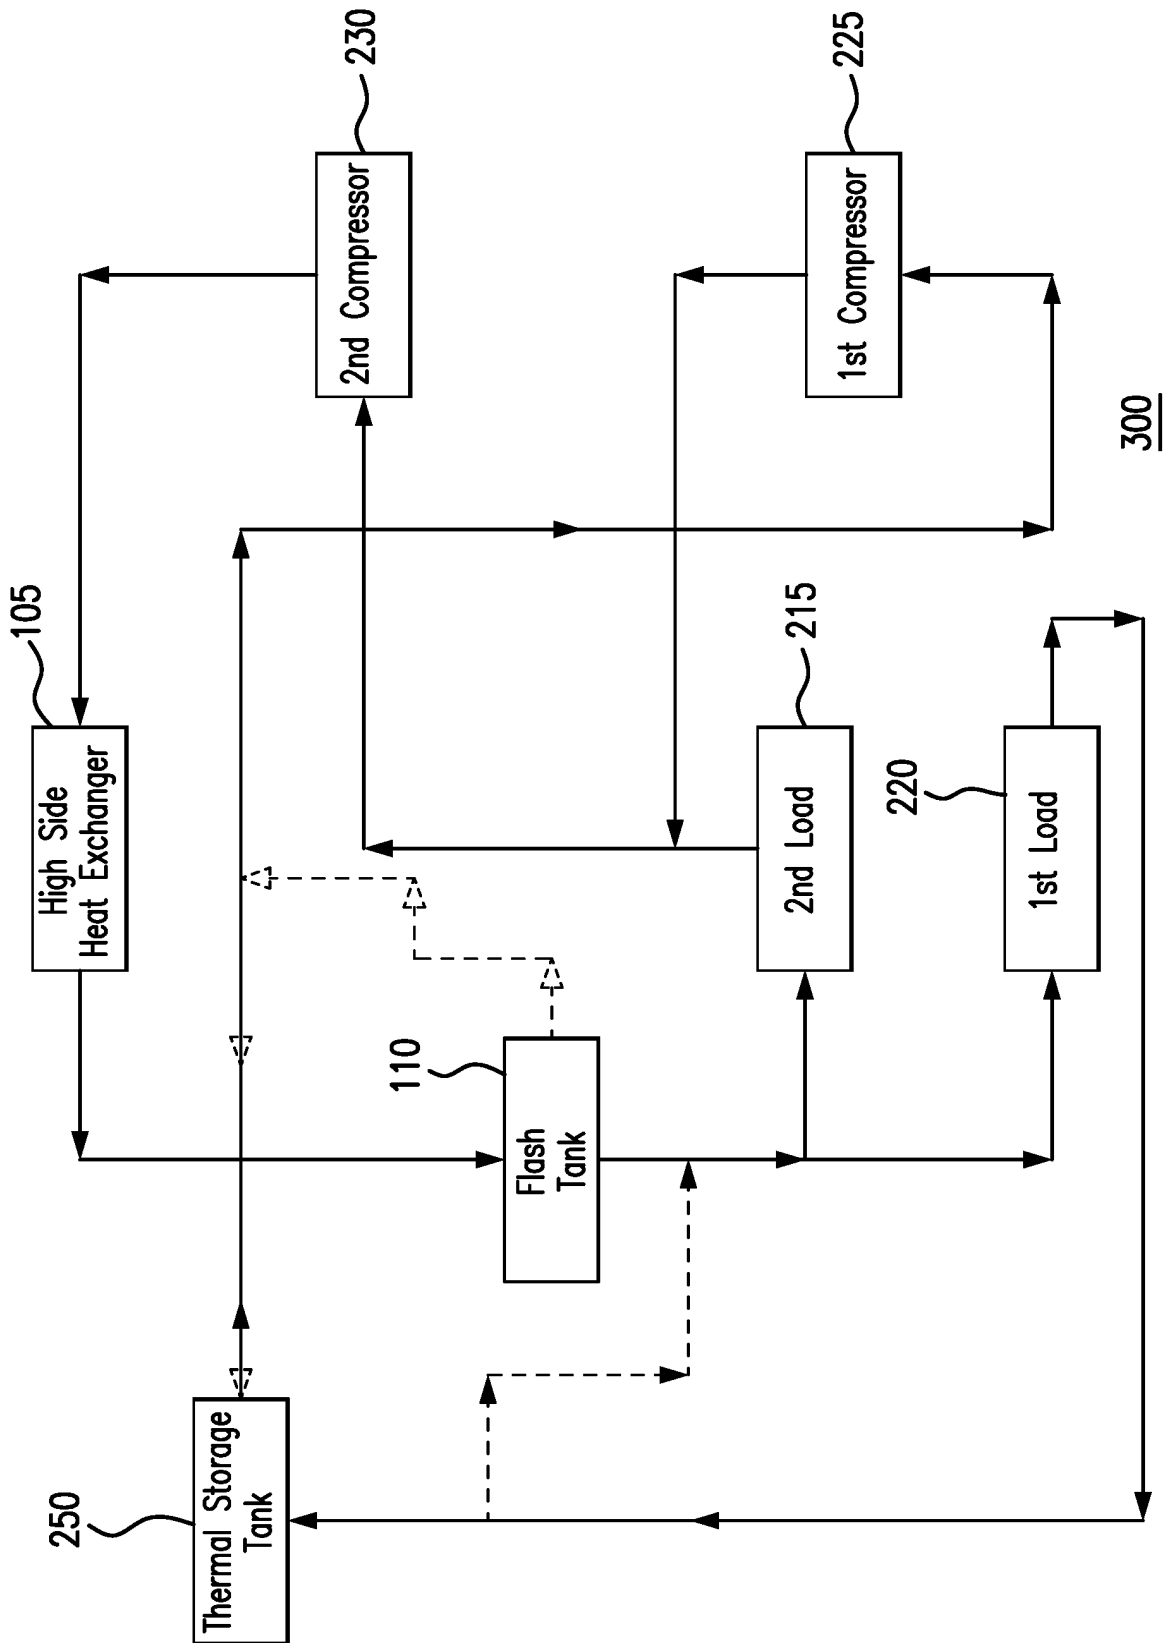 250
Thermal Storage
Tank
105
High Side
Heat Exchanger
230
2nd Compressor
110
Flash
Tank
215
2nd Load
225
1st Compressor
220
1st Load
300